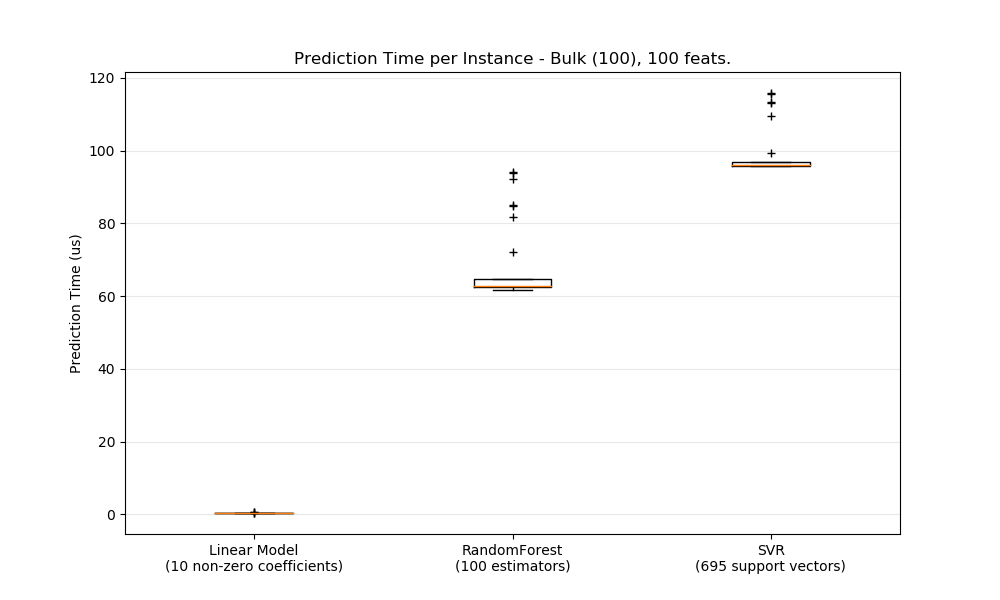 Prediction Time per Instance - Bulk (100), 100 feats.
Prediction Time (us)
120
100
80
60
40
20
0
Linear Model
(10 non-zero coefficients)
RandomForest
(100 estimators)
SVR
(695 support vectors)